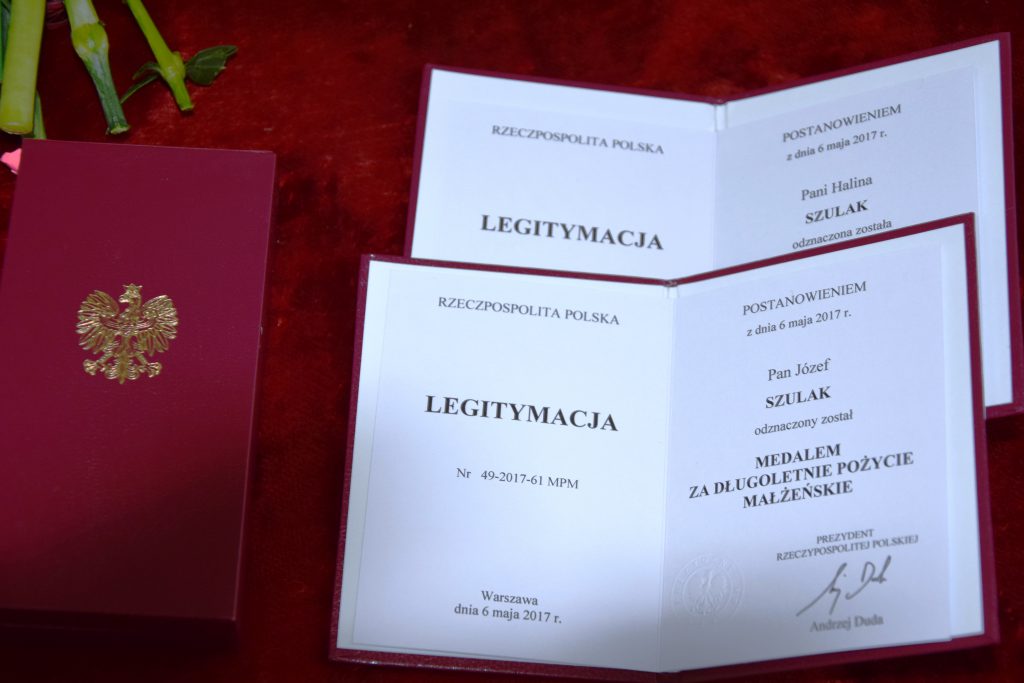 RZECZPOSPOLITA POLSKA
LEGITYMACJA
POSTANOWIENIEM
z dnia 6 maja 2017 r.
Pani Halina
SZULAK
odznaczona została
RZECZPOSPOLITA POLSKA
LEGITYMACJA
Nr 49-2017-61 MPM
Warszawa
dnia 6 maja 2017 r.
POSTANOWIENIEM
z dnia 6 maja 2017 r.
Pan Józef
SZULAK
odznaczony został
MEDALEM
ZA DŁUGOLETNIE POŻYCIE
MAŁŻEŃSKIE
PREZYDENT
RZECZYPOSPOLITEJ POLSKIEJ
Andrzej Duda